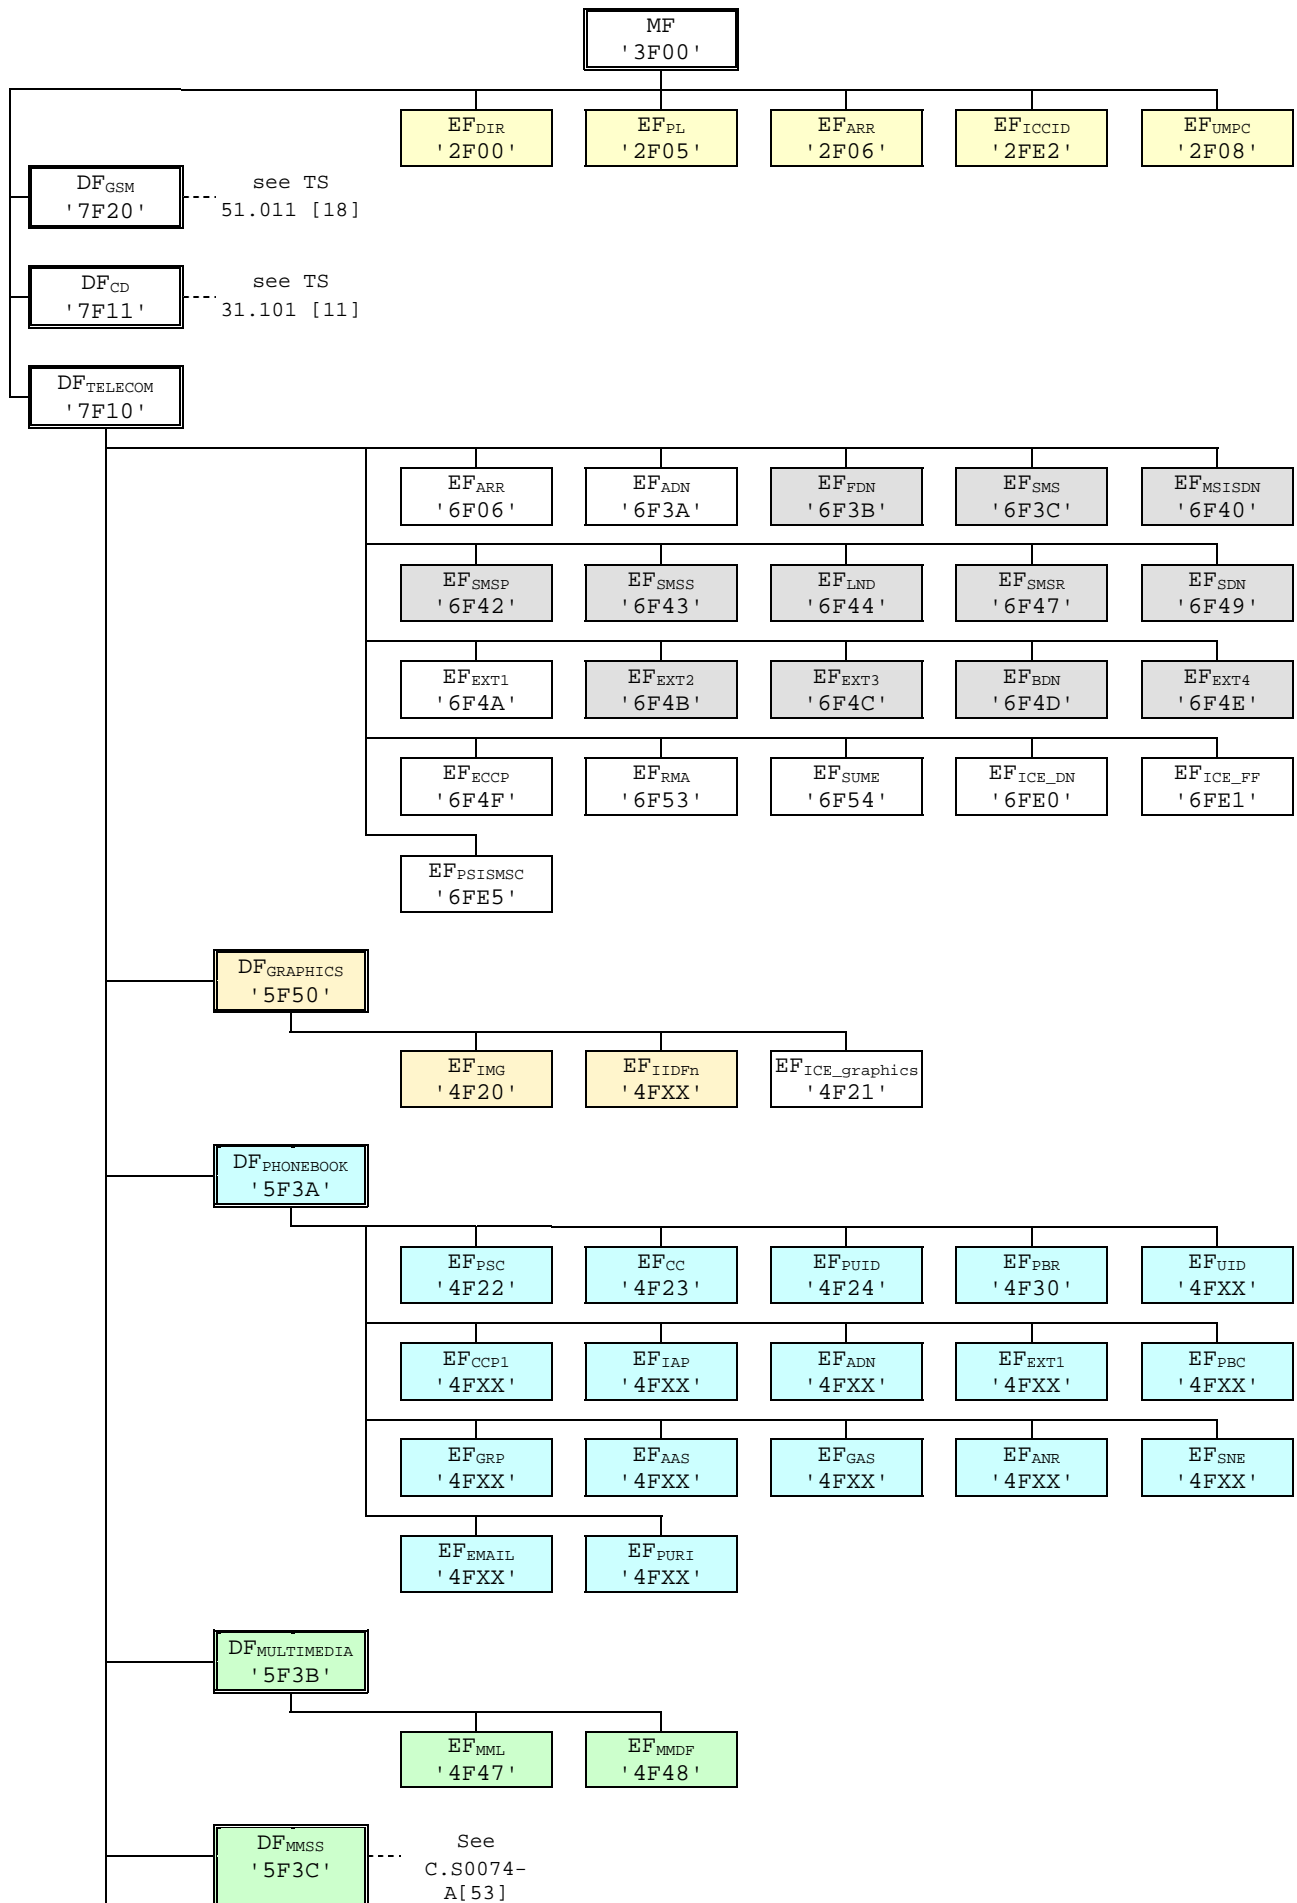 MF
'3F00'
EFDIR
'2F00'
EFPL
'2F05'
EFARR
'2F06'
EFICCID
'2FE2'
EFUMPC
'2F08'
DFGSM
'7F20'
see TS
51.011 [18]
DFCD
'7F11'
see TS
31.101 [11]
DFTELECOM
'7F10'
EFARR
'6F06'
EFADN
'6F3A'
EFFDN
'6F3B'
EFSMS
'6F3C'
EFMSISDN
'6F40'
EFSMSP
'6F42'
EFSMSS
'6F43'
EFLND
'6F44'
EFSMSR
'6F47'
EFSDN
'6F49'
EFEXT1
'6F4A'
EFEXT2
'6F4B'
EFEXT3
'6F4C'
EFBDN
'6F4D'
EFEXT4
'6F4E'
EFECCP
'6F4F'
EFRMA
'6F53'
EFSUME
'6F54'
EFICE_DN
'6FE0'
EFICE_FF
'6FE1'
EFPSISMSC
'6FE5'
DFGRAPHICS
'5F50'
EFIMG
'4F20'
EFIIDFn
'4FXX'
EFICE_graphics
'4F21'
DFPHONEBOOK
'5F3A'
EFPSC
'4F22'
EFCC
'4F23'
EFPUID
'4F24'
EFPBR
'4F30'
EFUID
'4FXX'
EFCCP1
'4FXX'
EFIAP
'4FXX'
EFADN
'4FXX'
EFEXT1
'4FXX'
EFPBC
'4FXX'
EFGRP
'4FXX'
EFAAS
'4FXX'
EFGAS
'4FXX'
EFANR
'4FXX'
EFSNE
'4FXX'
EFEMAIL
'4FXX'
EFPURI
'4FXX'
DFMULTIMEDIA
'5F3B'
EFMML
'4F47'
EFMMDF
'4F48'
DFMMSS
'5F3C'
See
C.S0074-
A[53]